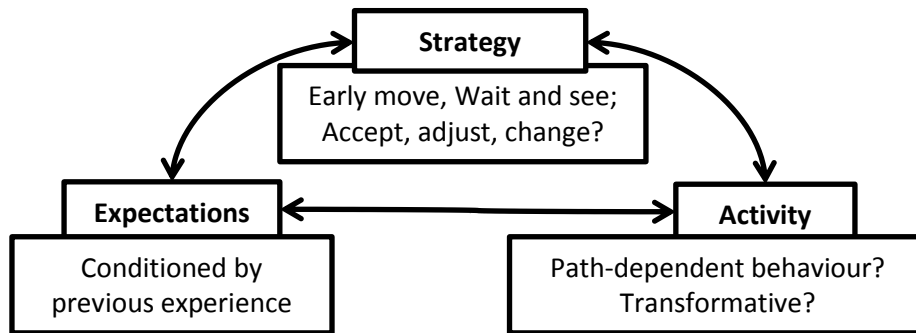 Strategy
Early move, Wait and see;
Accept, adjust, change?
Expectations
Conditioned by
previous experience
Activity
Path-dependent behaviour?
Transformative?